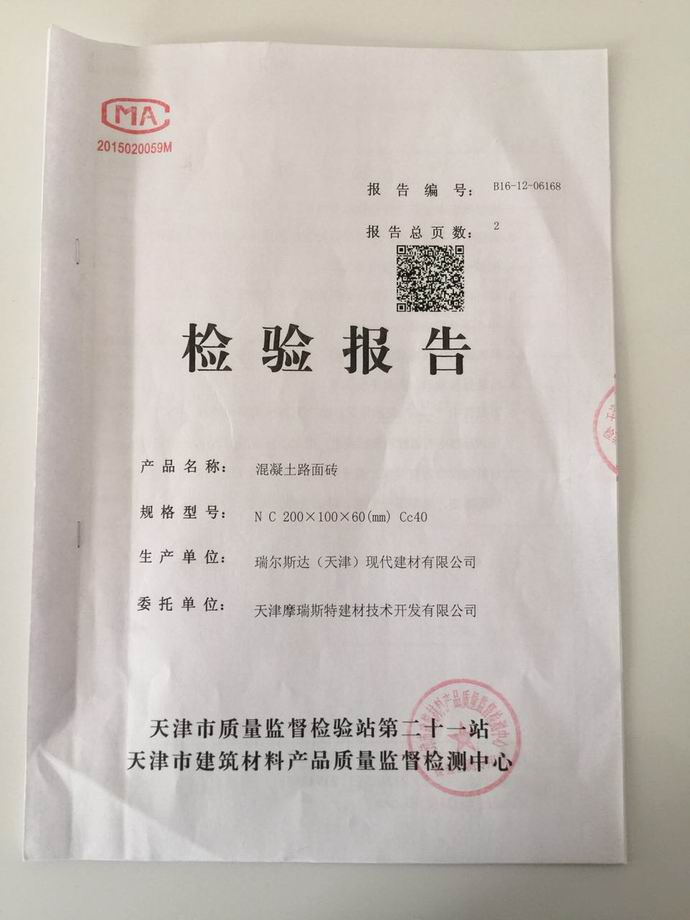 CMA
2015020059M
报告编号： B16-12-06168
报告总页数： 2
检验报告
产品名称： 混凝土路面砖
规格型号： N C 200×100×60(mm) Cc40
生产单位： 瑞尔斯达（天津）现代建材有限公司
委托单位： 天津摩瑞斯特建材技术开发有限公司
天津市质量监督检验站第二十一站
天津市建筑材料产品质量监督检测中心